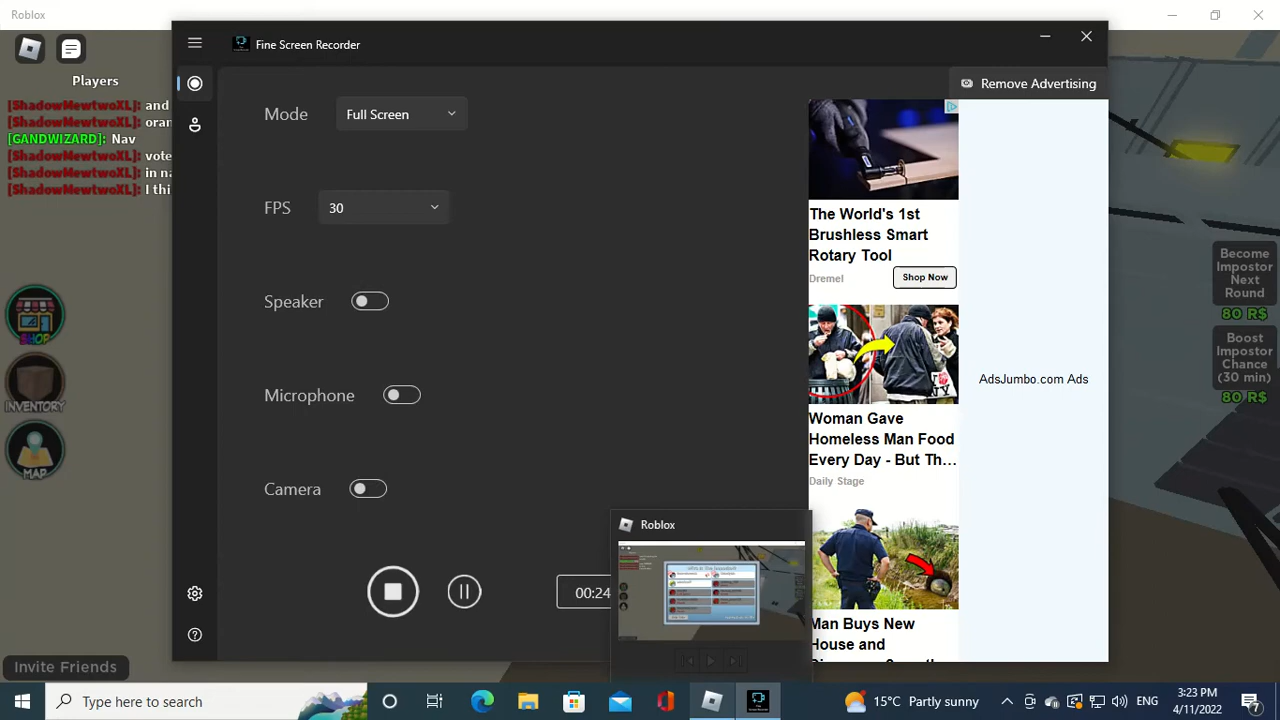 Roblox
Players
[ShadowMewtwoXL]: and
[ShadowMewtwoXL]: oran
[GANDWIZARD]: Nav
[ShadowMewtwoXL]: vote
[ShadowMewtwoXL]: in na
[ShadowMewtwoXL]: I thi
SHOP
INVENTORY
MAP
Invite Friends
Fine Screen Recorder
Remove Advertising
Mode
Full Screen
FPS
30
Speaker
Microphone
Camera
00:24
The World's 1st
Brushless Smart
Rotary Tool
Dremel
Shop Now
Woman Gave
Homeless Man Food
Every Day - But Th...
Daily Stage
Man Buys New
House and
AdsJumbo.com Ads
Become
Impostor
Next
Round
80 R$
Boost
Impostor
Chance
(30 min)
80 R$
Roblox
Type here to search
15°C Partly sunny
ENG
3:23 PM
4/11/2022
7